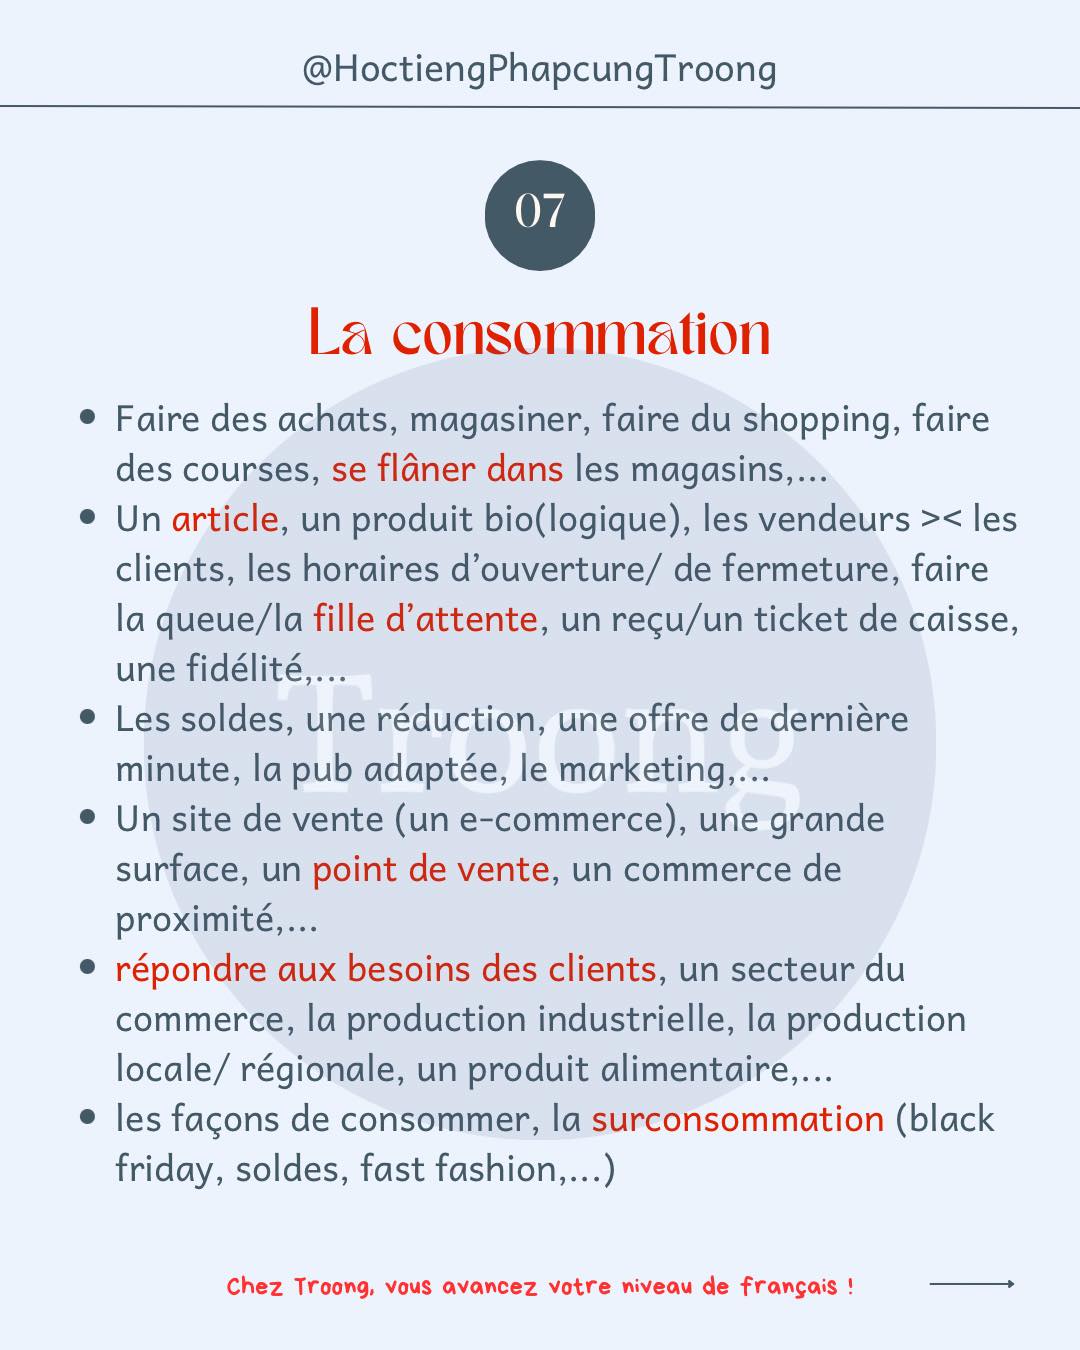 @HoctiengPhapcungTroong
07
La consommation
• Faire des achats, magasiner, faire du shopping, faire
des courses, se flâner dans les magasins,...
• Un article, un produit bio(logique), les vendeurs >< les
clients, les horaires d’ouverture/ de fermeture, faire
la queue/la fille d’attente, un reçu/un ticket de caisse,
une fidélité,...
• Les soldes, une réduction, une offre de dernière
minute, la pub adaptée, le marketing,...
• Un site de vente (un e-commerce), une grande
surface, un point de vente, un commerce de
proximité,...
• répondre aux besoins des clients, un secteur du
commerce, la production industrielle, la production
locale/ régionale, un produit alimentaire,...
• les façons de consommer, la surconsommation (black
friday, soldes, fast fashion,...)
Troong
Chez Troong, vous avancez votre niveau de français !